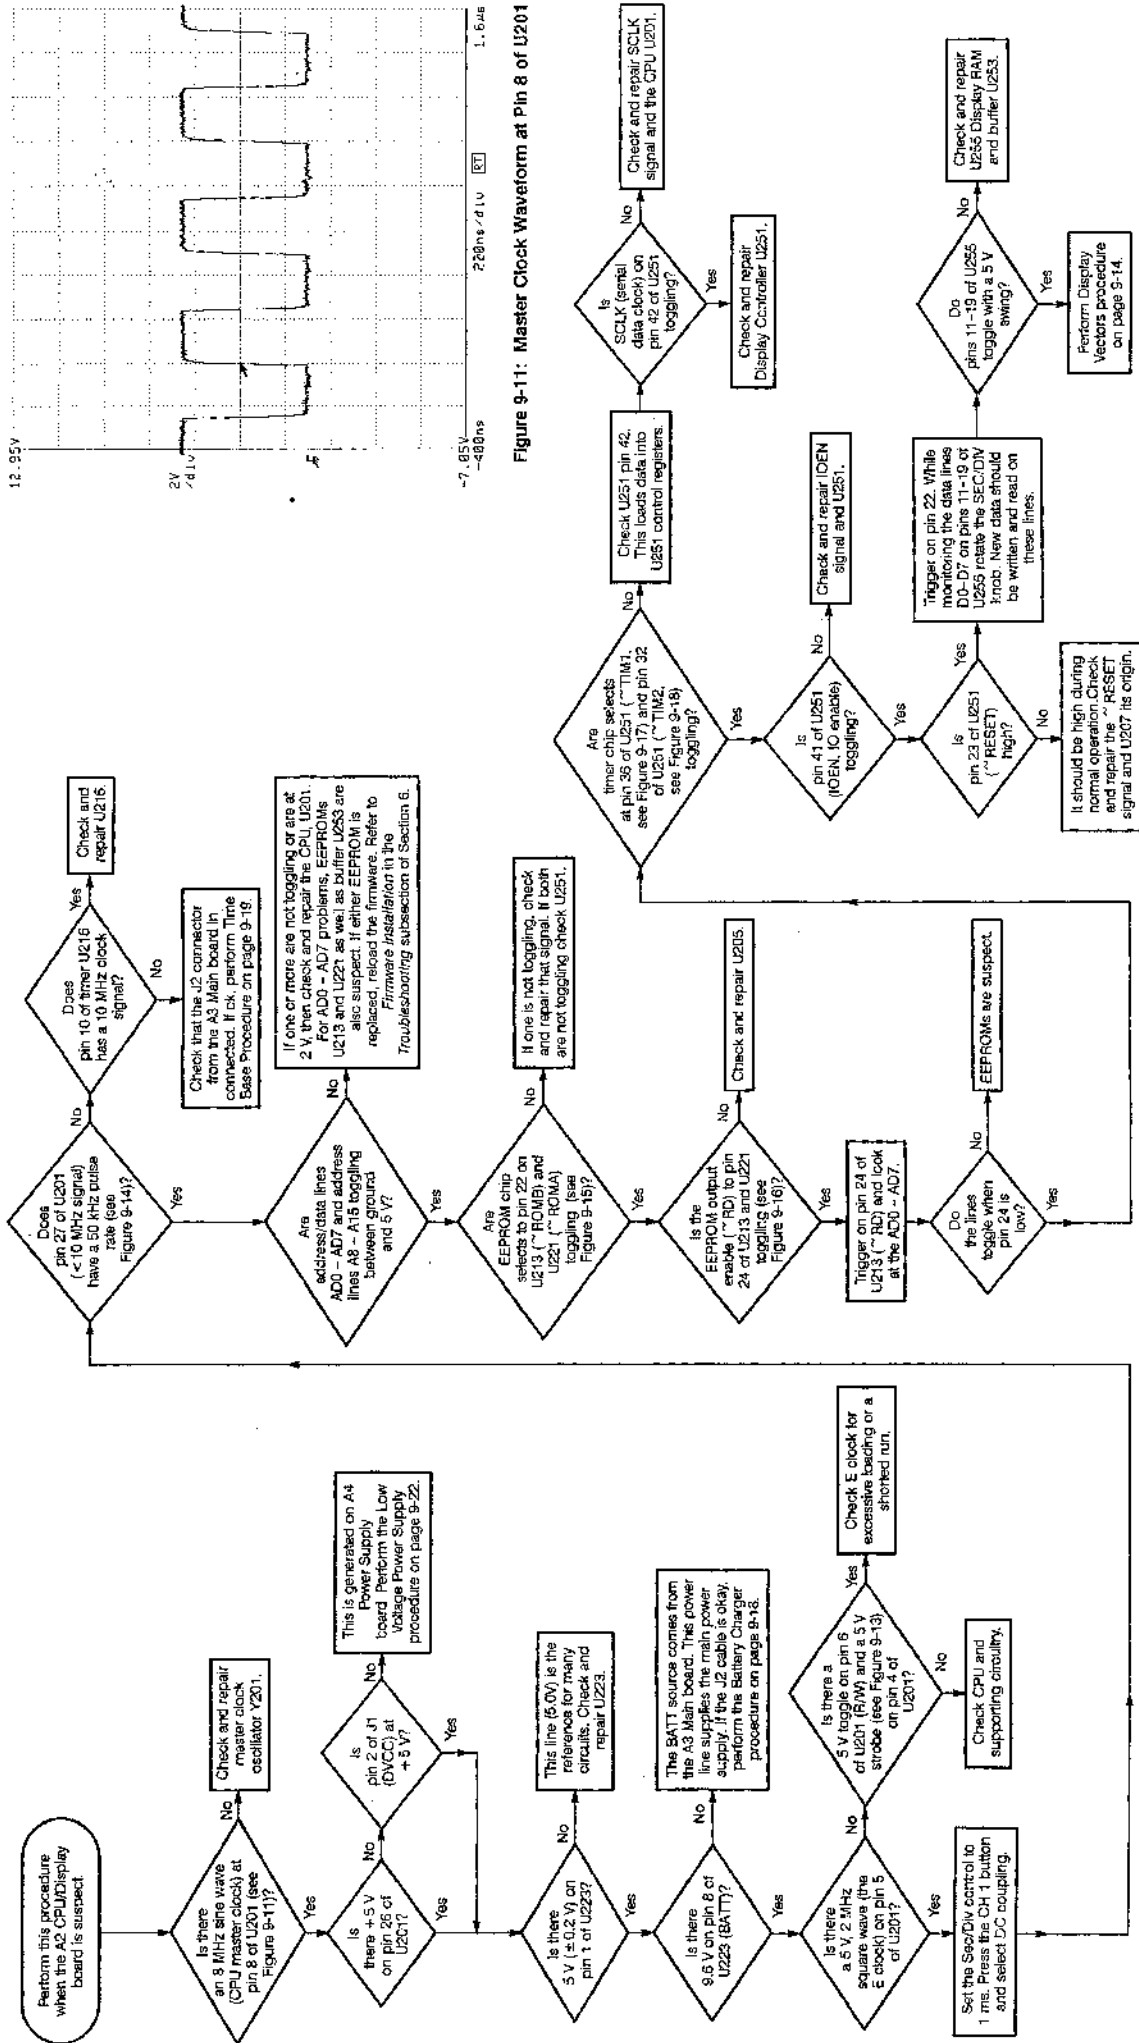 Perform this procedure
when the A2 CPU/Display
board is suspect.
Is there
an 8 MHz sine wave
(CPU master clock) at
pin 8 of U201 (see
Figure 9-11)?
No
Check and repair
master clock
oscillator Y201.
Yes
Is
there +5 V
on pin 26 of
U201?
No
Is
pin 2 of J1
(DVCC) at
+5 V?
No
This is generated on A4
Power Supply
board Perform the Low
Voltage Power Supply
procedure on page 9-22.
Yes
Yes
Is there
5 V (±0.2 V) on
pin 1 of U223?
No
This line (5.0V) is the
reference for many
circuits. Check and
repair U223.
Yes
Is there
9.6 V on pin 8 of
U223 (BATT)?
No
The BATT source comes from
the A3 Main board. This power
line supplies the main power
supply. If the J2 cable is okay,
perform the Battery Charger
procedure on page 9-18.
Yes
Is there
a 5 V, 2 MHz
square wave (the
E clock) on pin 5
of U201?
No
Is there a
5 V toggle on pin 6
of U201 (R/W) and a 5 V
strobe (see Figure 9-13)
on pin 4 of
U201?
Yes
Check E clock for
excessive loading or a
shorted run.
No
Check CPU and
supporting circuitry.
Yes
Set the Sec/Div control to
1 ms. Press the CH 1 button
and select DC coupling.
Does
pin 27 of U201
(<10 MHz signal)
have a 50 kHz pulse
rate (see
Figure 9-14)?
No
Does
pin 10 of timer U216
has a 10 MHz clock
signal?
Yes
Check and
repair U216.
No
Check that the J2 connector
from the A3 Main board in
connected. If ok, perform Time
Base Procedure on page 9-19.
Yes
Are
address/data lines
AD0 – AD7 and address
lines A8 – A15 toggling
between ground
and 5 V?
No
If one or more are not toggling or are at
2 V, then check and repair the CPU, U201.
For AD0 – AD7 problems, EEPROMs
U213 and U221 as well as buffer U253 are
also suspect. If either EEPROM is
replaced, reload the firmware. Refer to
Firmware Installation in the
Troubleshooting subsection of Section 6.
Yes
Are
EEPROM chip
selects to pin 22 on
U213 (~ROMB) and
U221 (~ROMA)
toggling (see
Figure 9-15)?
No
If one is not toggling, check
and repair that signal. If both
are not toggling check U251.
Yes
Is the
EEPROM output
enable (~RD) to pin
24 of U213 and U221
toggling (see
Figure 9-16)?
No
Check and repair U205.
Yes
Trigger on pin 24 of
U213 (~RD) and look
at the AD0 – AD7.
Do
the lines
toggle when
pin 24 is
low?
No
EEPROMs are suspect.
Yes
12.95V
2V
/div
-7.05V
-400ns
220ns/div
RT
1.6µs
Figure 9-11: Master Clock Waveform at Pin 8 of U201
Are
timer chip selects
at pin 36 of U251 (~TIM1,
see Figure 9-17) and pin 32
of U251 (~TIM2,
see Figure 9-18)
toggling?
No
Check U251 pin 42.
This loads data into
U251 control registers.
Is
SCLK (serial
data clock) on
pin 42 of U251
toggling?
No
Check and repair SCLK
signal and the CPU U201.
Yes
Check and repair
Display Controller U251.
Yes
Is
pin 41 of U251
(IOEN, IO enable)
toggling?
No
Check and repair IOEN
signal and U251.
Yes
Is
pin 23 of U251
(~RESET)
high?
Yes
Trigger on pin 22. While
monitoring the data lines
D0–D7 on pins 11–19 of
U255 rotate the SEC/DIV
knob. New data should
be written and read on
these lines.
Do
pins 11–19 of U255
toggle with a 5 V
swing?
No
Check and repair
U255 Display RAM
and buffer U253.
Yes
Perform Display
Vectors procedure
on page 9-14.
No
It should be high during
normal operation.Check
and repair the ~RESET
signal and U207 its origin.